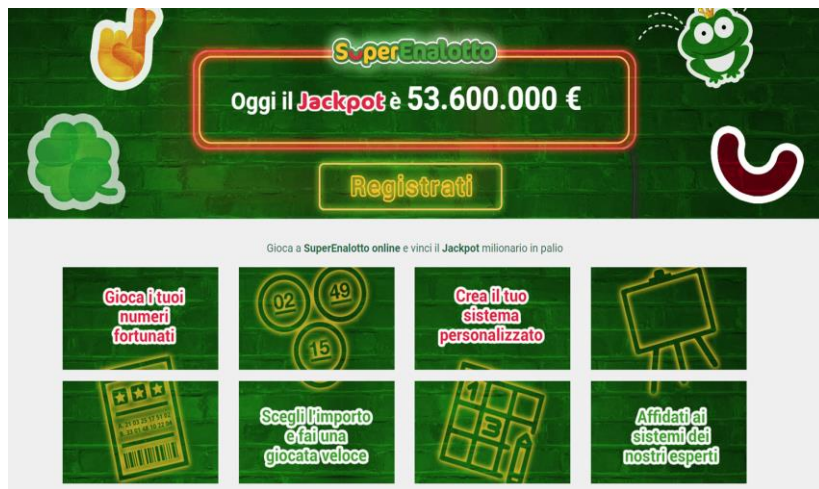 SuperEnalotto
Oggi il Jackpot è 53.600.000 €
Registrati
Gioca a SuperEnalotto online e vinci il Jackpot milionario in palio
Gioca i tuoi
numeri
fortunati
02
49
15
Crea il tuo
sistema
personalizzato
Scegli l'importo
e fai una
giocata veloce
1
3
Affidati ai
sistemi dei
nostri esperti